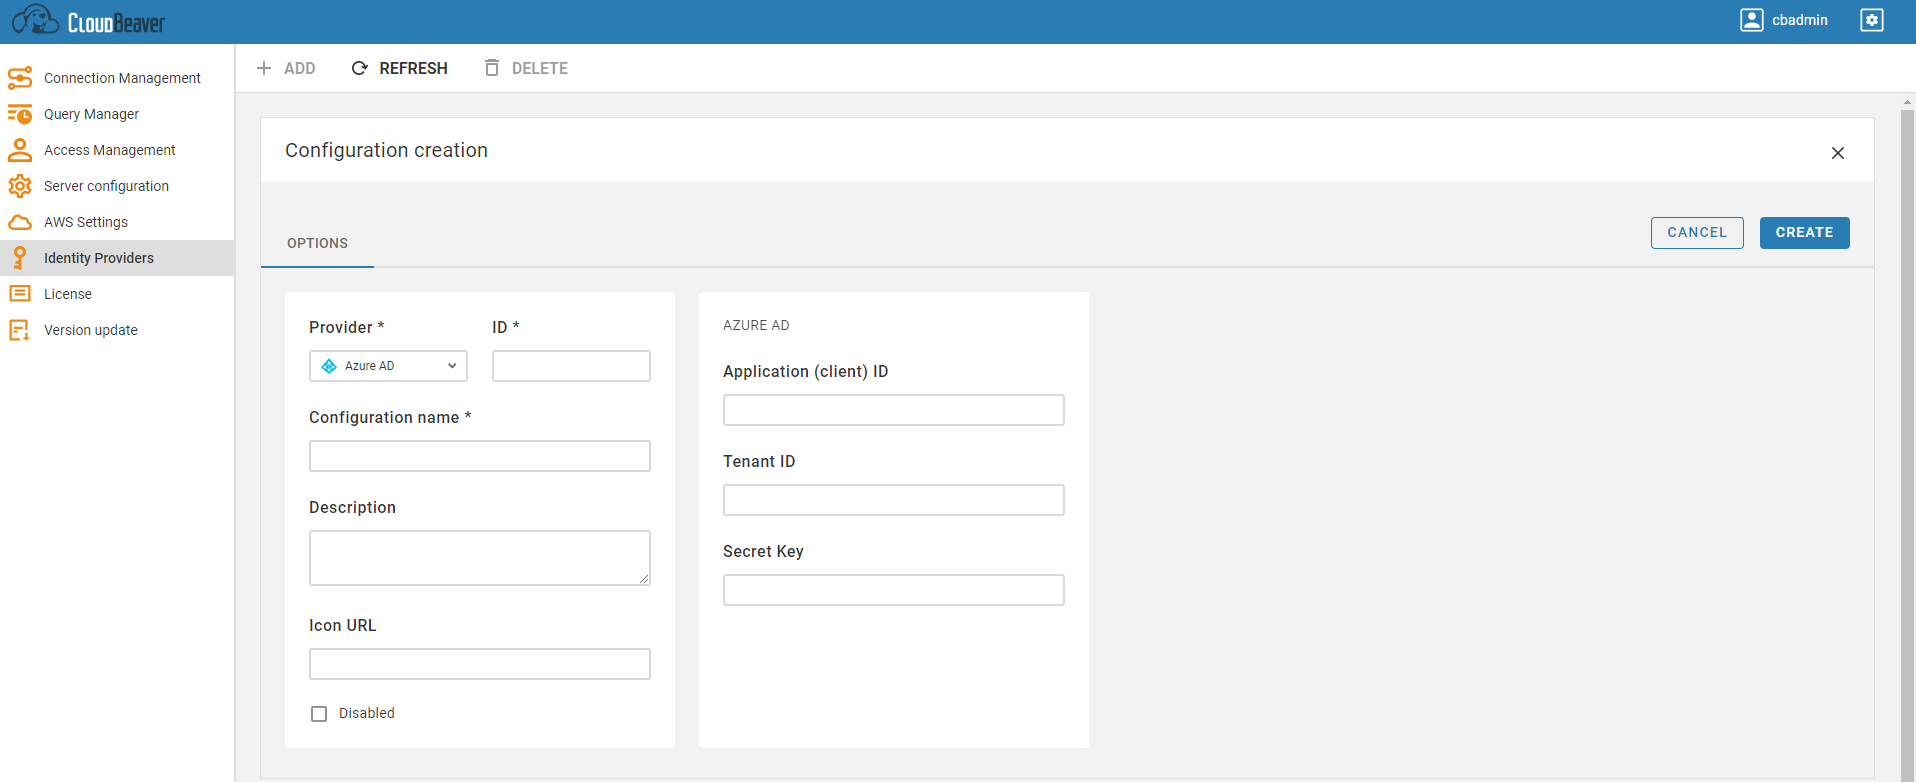 CLOUDBEAVER
cbadmin
Connection Management
Query Manager
Access Management
Server configuration
AWS Settings
Identity Providers
License
Version update
ADD
REFRESH
DELETE
Configuration creation
OPTIONS
CANCEL
CREATE
Provider *
ID *
Azure AD
Configuration name *
Description
Icon URL
Disabled
AZURE AD
Application (client) ID
Tenant ID
Secret Key